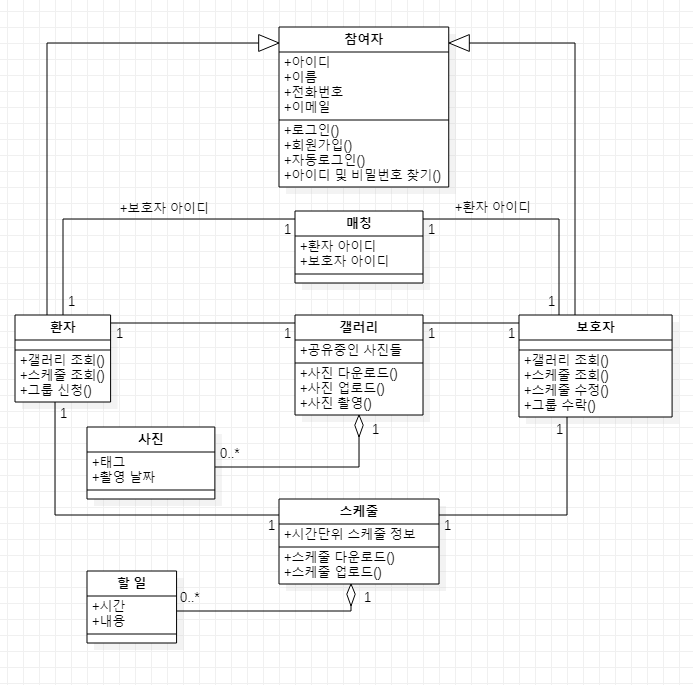 참여자
+아이디
+이름
+전화번호
+이메일
+로그인()
+회원가입()
+자동로그인()
+아이디 및 비밀번호 찾기()
+보호자 아이디
+환자 아이디
매칭
1
1
+환자 아이디
+보호자 아이디
1
1
환자
갤러리
보호자
1
1
1
1
+갤러리 조회()
+스케줄 조회()
+그룹 신청()
+공유중인 사진들
+사진 다운로드()
+사진 업로드()
+사진 촬영()
+갤러리 조회()
+스케줄 조회()
+스케줄 수정()
+그룹 수락()
1
1
1
사진
0..*
+태그
+촬영 날짜
스케줄
1
1
+시간단위 스케줄 정보
+스케줄 다운로드()
+스케줄 업로드()
할 일
0..*
1
+시간
+내용